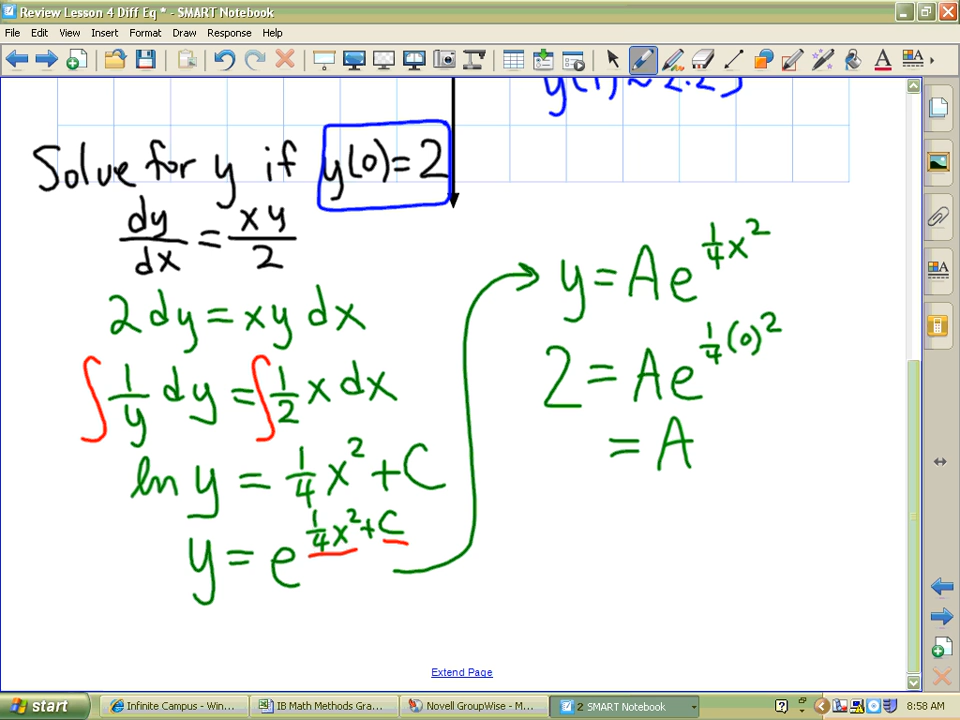 Review Lesson 4 Diff Eq * - SMART Notebook
File Edit View Insert Format Draw Response Help
y(1) ~ 2.25
Solve for y if y(0)=2
dy/dx = xy/2
2dy = xy dx
∫ 1/y dy = ∫ 1/2 x dx
ln y = 1/4 x² + C
y = e^(1/4 x² + C)
y = Ae^(1/4 x²)
2 = Ae^(1/4 (0)²)
= A
Extend Page
start
Infinite Campus - Win...
IB Math Methods Gra...
Novell GroupWise - M...
2 SMART Notebook
8:58 AM